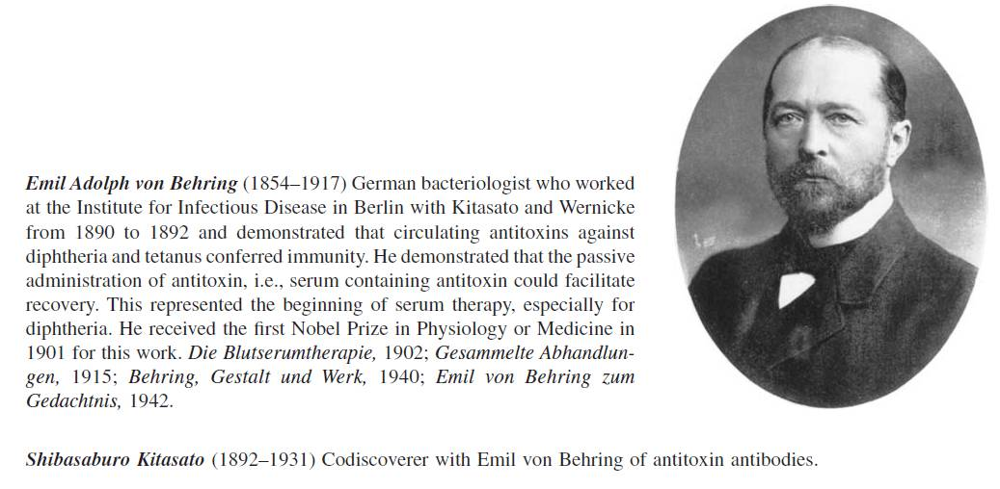 Emil Adolph von Behring (1854–1917) German bacteriologist who worked
at the Institute for Infectious Disease in Berlin with Kitasato and Wernicke
from 1890 to 1892 and demonstrated that circulating antitoxins against
diphtheria and tetanus conferred immunity. He demonstrated that the passive
administration of antitoxin, i.e., serum containing antitoxin could facilitate
recovery. This represented the beginning of serum therapy, especially for
diphtheria. He received the first Nobel Prize in Physiology or Medicine in
1901 for this work. Die Blutserumtherapie, 1902; Gesammelte Abhandlun-
gen, 1915; Behring, Gestalt und Werk, 1940; Emil von Behring zum
Gedachtnis, 1942.
Shibasaburo Kitasato (1892–1931) Codiscoverer with Emil von Behring of antitoxin antibodies.